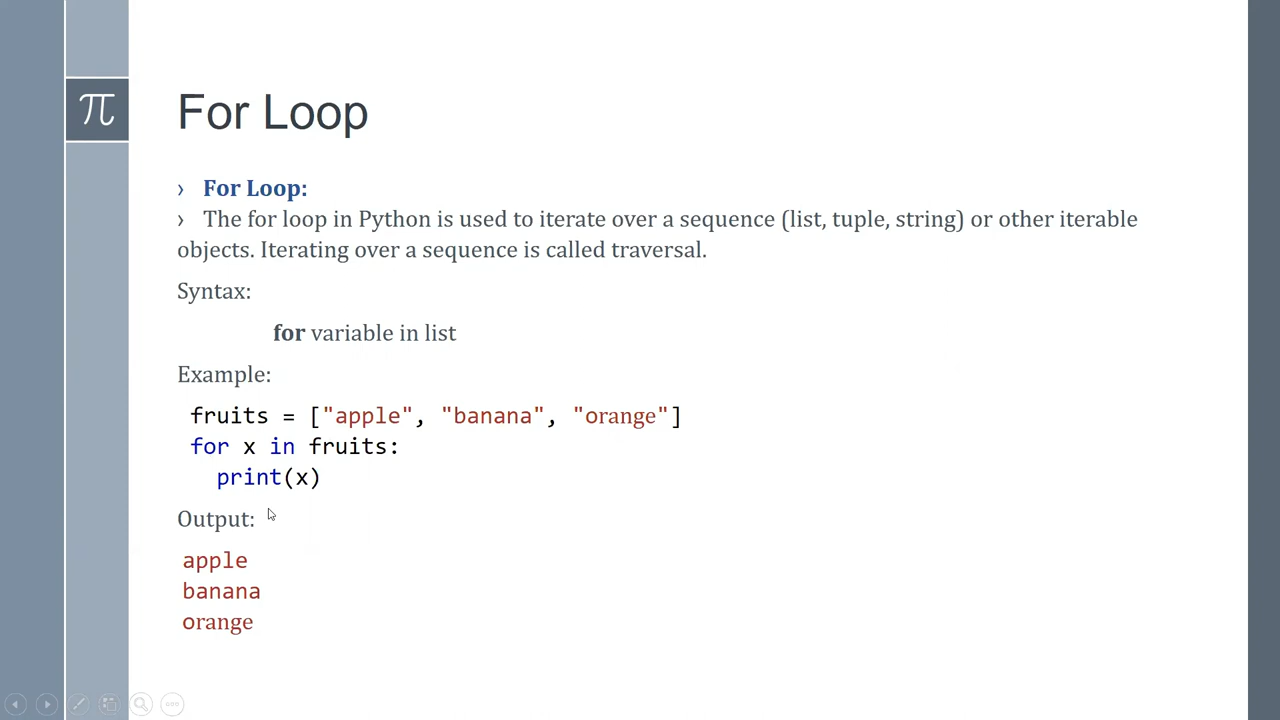 π
For Loop
› For Loop:
› The for loop in Python is used to iterate over a sequence (list, tuple, string) or other iterable
objects. Iterating over a sequence is called traversal.
Syntax:
for variable in list
Example:
fruits = ["apple", "banana", "orange"]
for x in fruits:
  print(x)
Output:
apple
banana
orange